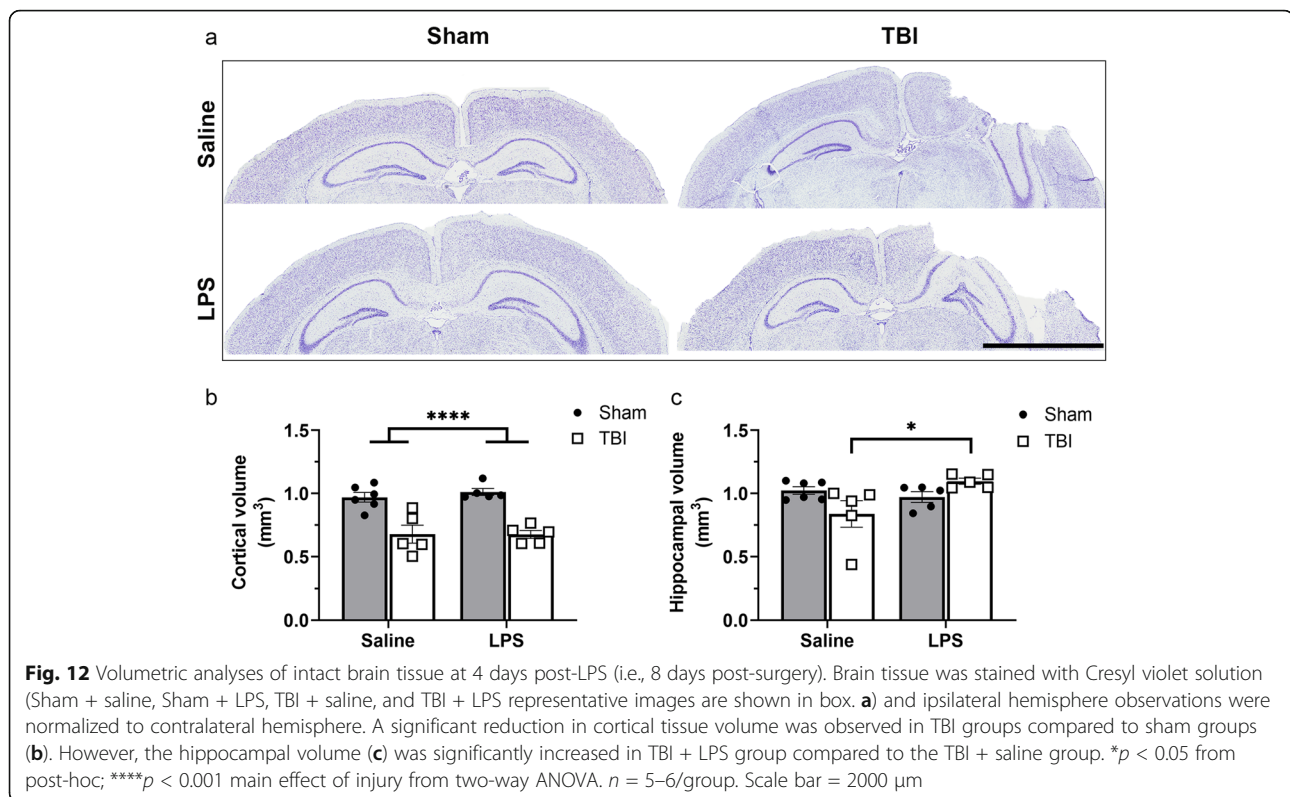 a
Sham
TBI
Saline
LPS
b
****
Sham
TBI
1.5
1.0
0.5
0.0
Cortical volume
(mm³)
Saline
LPS
c
*
Sham
TBI
1.5
1.0
0.5
0.0
Hippocampal volume
(mm³)
Saline
LPS
Fig. 12 Volumetric analyses of intact brain tissue at 4 days post-LPS (i.e., 8 days post-surgery). Brain tissue was stained with Cresyl violet solution
(Sham + saline, Sham + LPS, TBI + saline, and TBI + LPS representative images are shown in box. a) and ipsilateral hemisphere observations were
normalized to contralateral hemisphere. A significant reduction in cortical tissue volume was observed in TBI groups compared to sham groups
(b). However, the hippocampal volume (c) was significantly increased in TBI + LPS group compared to the TBI + saline group. *p < 0.05 from
post-hoc; ****p < 0.001 main effect of injury from two-way ANOVA. n = 5–6/group. Scale bar = 2000 μm